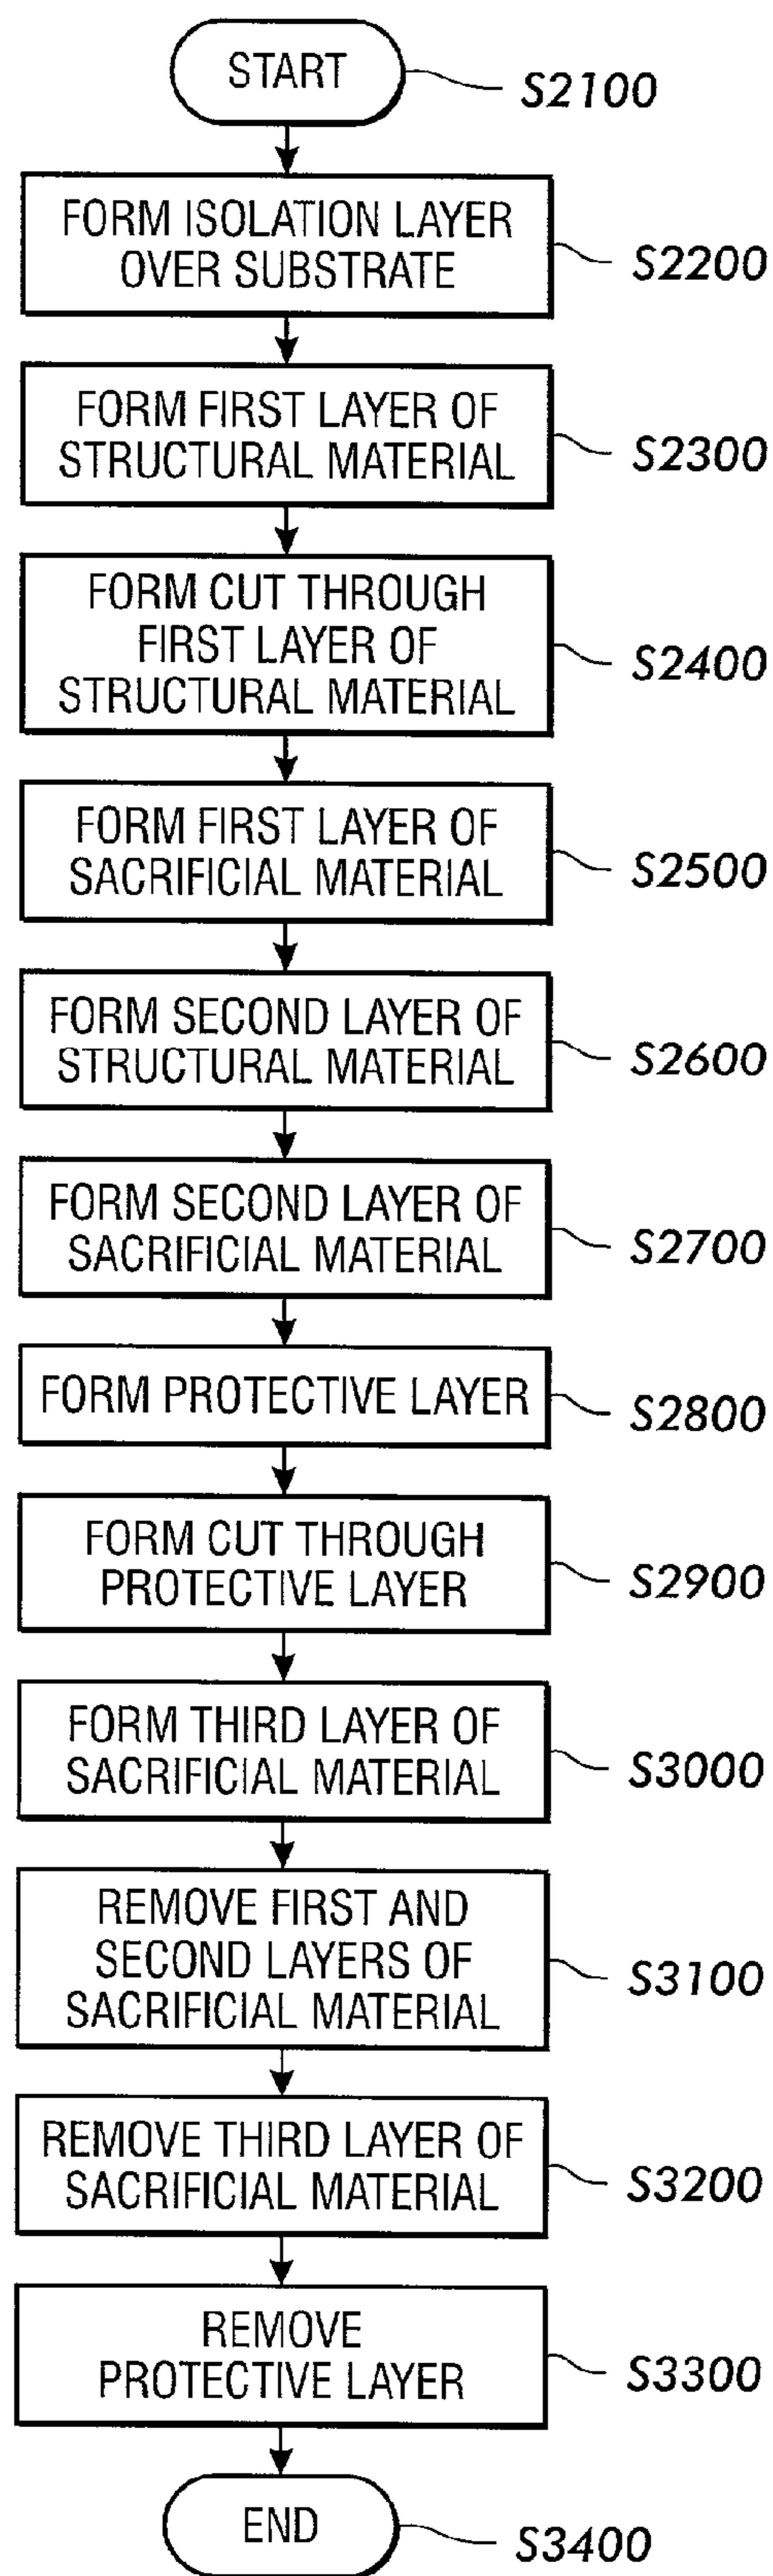 START
S2100
FORM ISOLATION LAYER
OVER SUBSTRATE
S2200
FORM FIRST LAYER OF
STRUCTURAL MATERIAL
S2300
FORM CUT THROUGH
FIRST LAYER OF
STRUCTURAL MATERIAL
S2400
FORM FIRST LAYER OF
SACRIFICIAL MATERIAL
S2500
FORM SECOND LAYER OF
STRUCTURAL MATERIAL
S2600
FORM SECOND LAYER OF
SACRIFICIAL MATERIAL
S2700
FORM PROTECTIVE LAYER
S2800
FORM CUT THROUGH
PROTECTIVE LAYER
S2900
FORM THIRD LAYER OF
SACRIFICIAL MATERIAL
S3000
REMOVE FIRST AND
SECOND LAYERS OF
SACRIFICIAL MATERIAL
S3100
REMOVE THIRD LAYER OF
SACRIFICIAL MATERIAL
S3200
REMOVE
PROTECTIVE LAYER
S3300
END
S3400